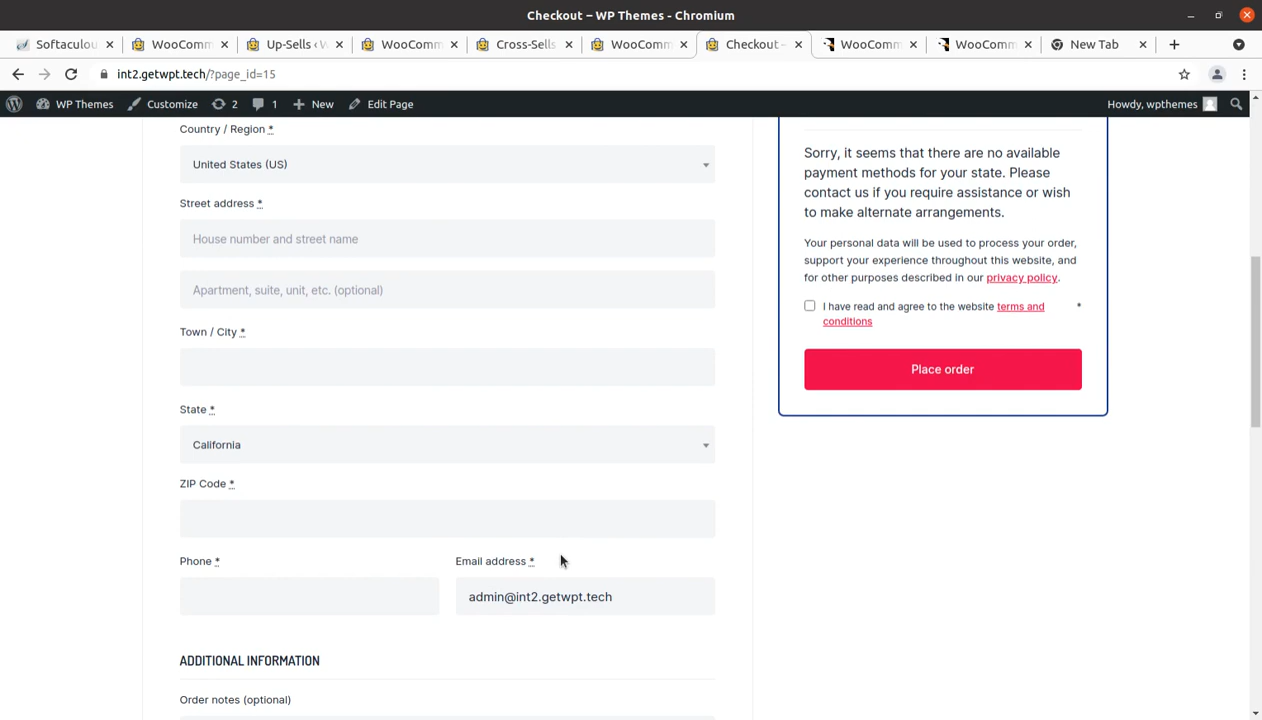 Checkout – WP Themes - Chromium
Softaculou
WooComm
Up-Sells ‹ W
WooComm
Cross-Sells
WooComm
Checkout –
WooComm
WooComm
New Tab
int2.getwpt.tech/?page_id=15
WP Themes
Customize
2
1
New
Edit Page
Howdy, wpthemes
Country / Region *
United States (US)
Street address *
House number and street name
Apartment, suite, unit, etc. (optional)
Town / City *
State *
California
ZIP Code *
Phone *
Email address *
admin@int2.getwpt.tech
ADDITIONAL INFORMATION
Order notes (optional)
Sorry, it seems that there are no available
payment methods for your state. Please
contact us if you require assistance or wish
to make alternate arrangements.
Your personal data will be used to process your order,
support your experience throughout this website, and
for other purposes described in our privacy policy.
I have read and agree to the website terms and *
conditions
Place order